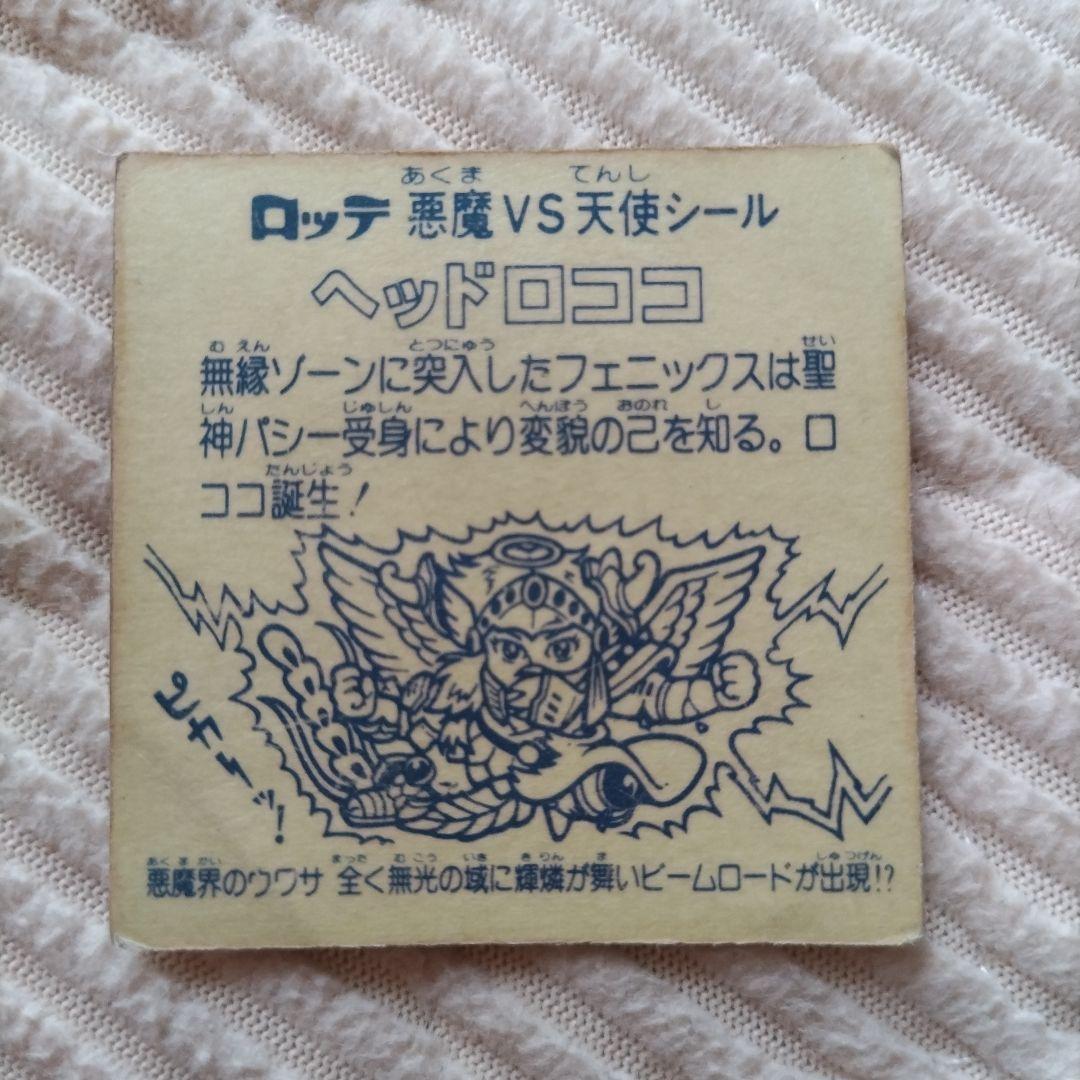 あくま てんし
ロッテ 悪魔VS天使シール
ヘッドロココ
むえん とつにゅう せい
無縁ゾーンに突入したフェニックスは聖
しん じゅしん へんぼう おのれ し
神パシー受身により変貌の己を知る。ロ
たんじょう
ココ誕生!
ピカーッ!
あくまかい まった むこう いき きりん ま しゅつげん
悪魔界のウワサ 全く無光の域に輝燐が舞いビームロードが出現!?